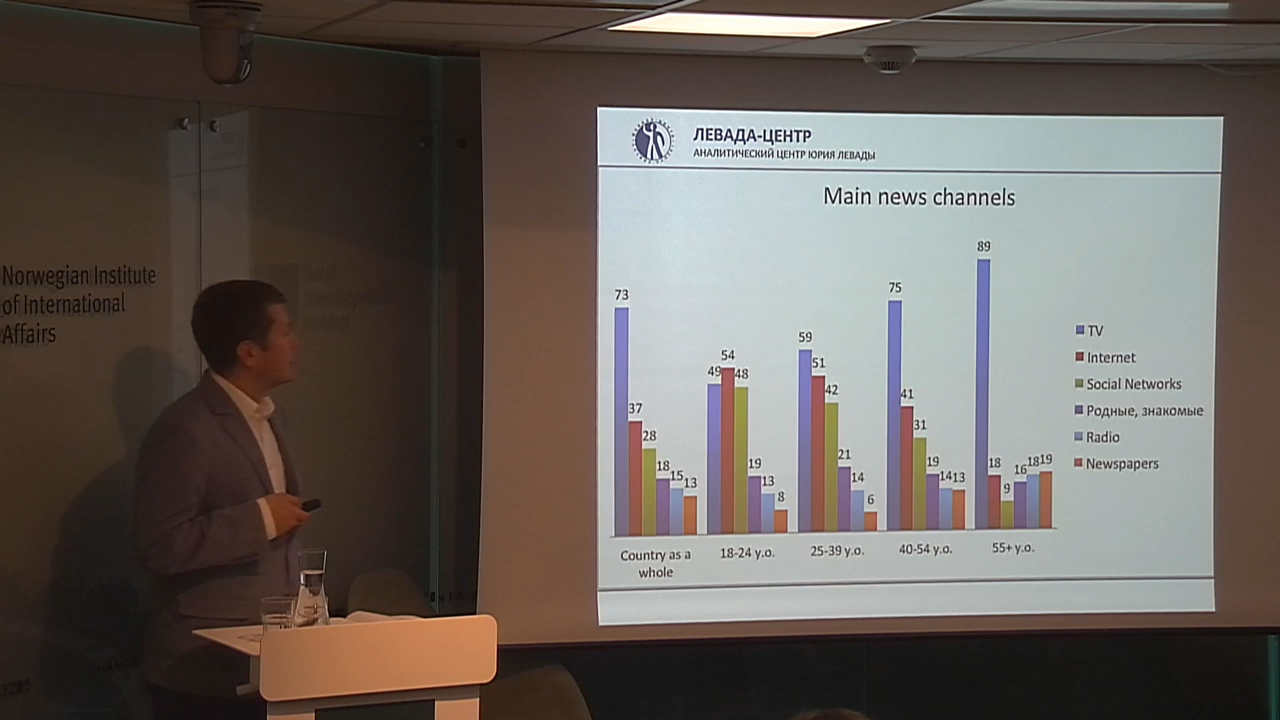 Norwegian Institute
of International
Affairs
ЛЕВАДА-ЦЕНТР
АНАЛИТИЧЕСКИЙ ЦЕНТР ЮРИЯ ЛЕВАДЫ
Main news channels
73 37 28 18 15 13
49 54 48 19 13 8
59 51 42 21 14 6
75 41 31 19 14 13
89 18 9 16 18 19
Country as a
whole
18-24 y.o.
25-39 y.o.
40-54 y.o.
55+ y.o.
TV
Internet
Social Networks
Родные, знакомые
Radio
Newspapers